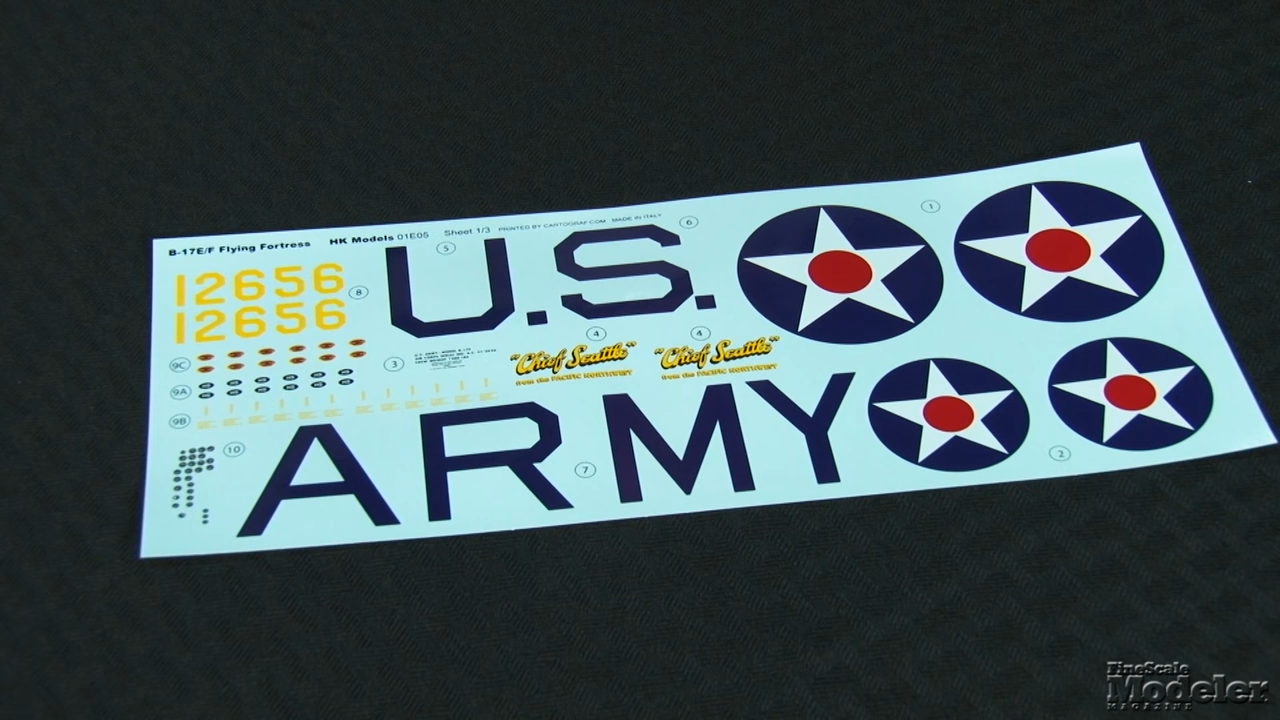 B-17E/F Flying Fortress HK Models 01E05 Sheet 1/3 PRINTED BY CARTOGRAF.COM MADE IN ITALY
5
6
1
U.S.
12656
8
12656
4
4
9C
3
"Chief Seattle"
from the PACIFIC NORTHWEST
"Chief Seattle"
from the PACIFIC NORTHWEST
9A
9B
10
ARMY
7
2
FineScale
Modeler
MAGAZINE